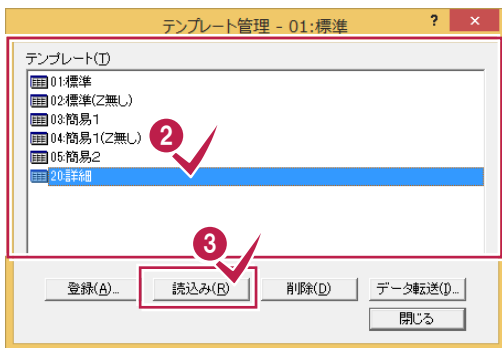 テンプレート管理 - 01:標準 ? ×
テンプレート(T)
01:標準
02:標準(Z無し)
03:簡易1
04:簡易1(Z無し)
05:簡易2
20:詳細
2
3
登録(A)... 読込み(R) 削除(D) データ転送(I)...
閉じる